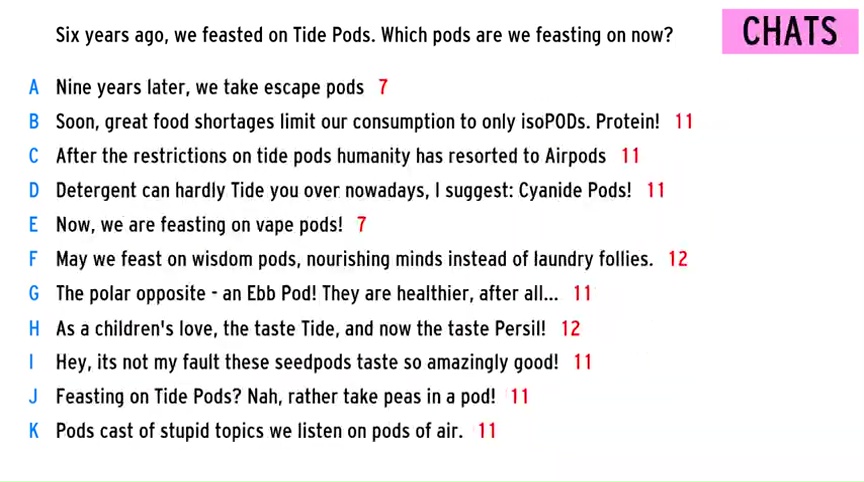 Six years ago, we feasted on Tide Pods. Which pods are we feasting on now?
CHATS
A Nine years later, we take escape pods 7
B Soon, great food shortages limit our consumption to only isoPODs. Protein! 11
C After the restrictions on tide pods humanity has resorted to Airpods 11
D Detergent can hardly Tide you over nowadays, I suggest: Cyanide Pods! 11
E Now, we are feasting on vape pods! 7
F May we feast on wisdom pods, nourishing minds instead of laundry follies. 12
G The polar opposite - an Ebb Pod! They are healthier, after all... 11
H As a children's love, the taste Tide, and now the taste Persil! 12
I Hey, its not my fault these seedpods taste so amazingly good! 11
J Feasting on Tide Pods? Nah, rather take peas in a pod! 11
K Pods cast of stupid topics we listen on pods of air. 11